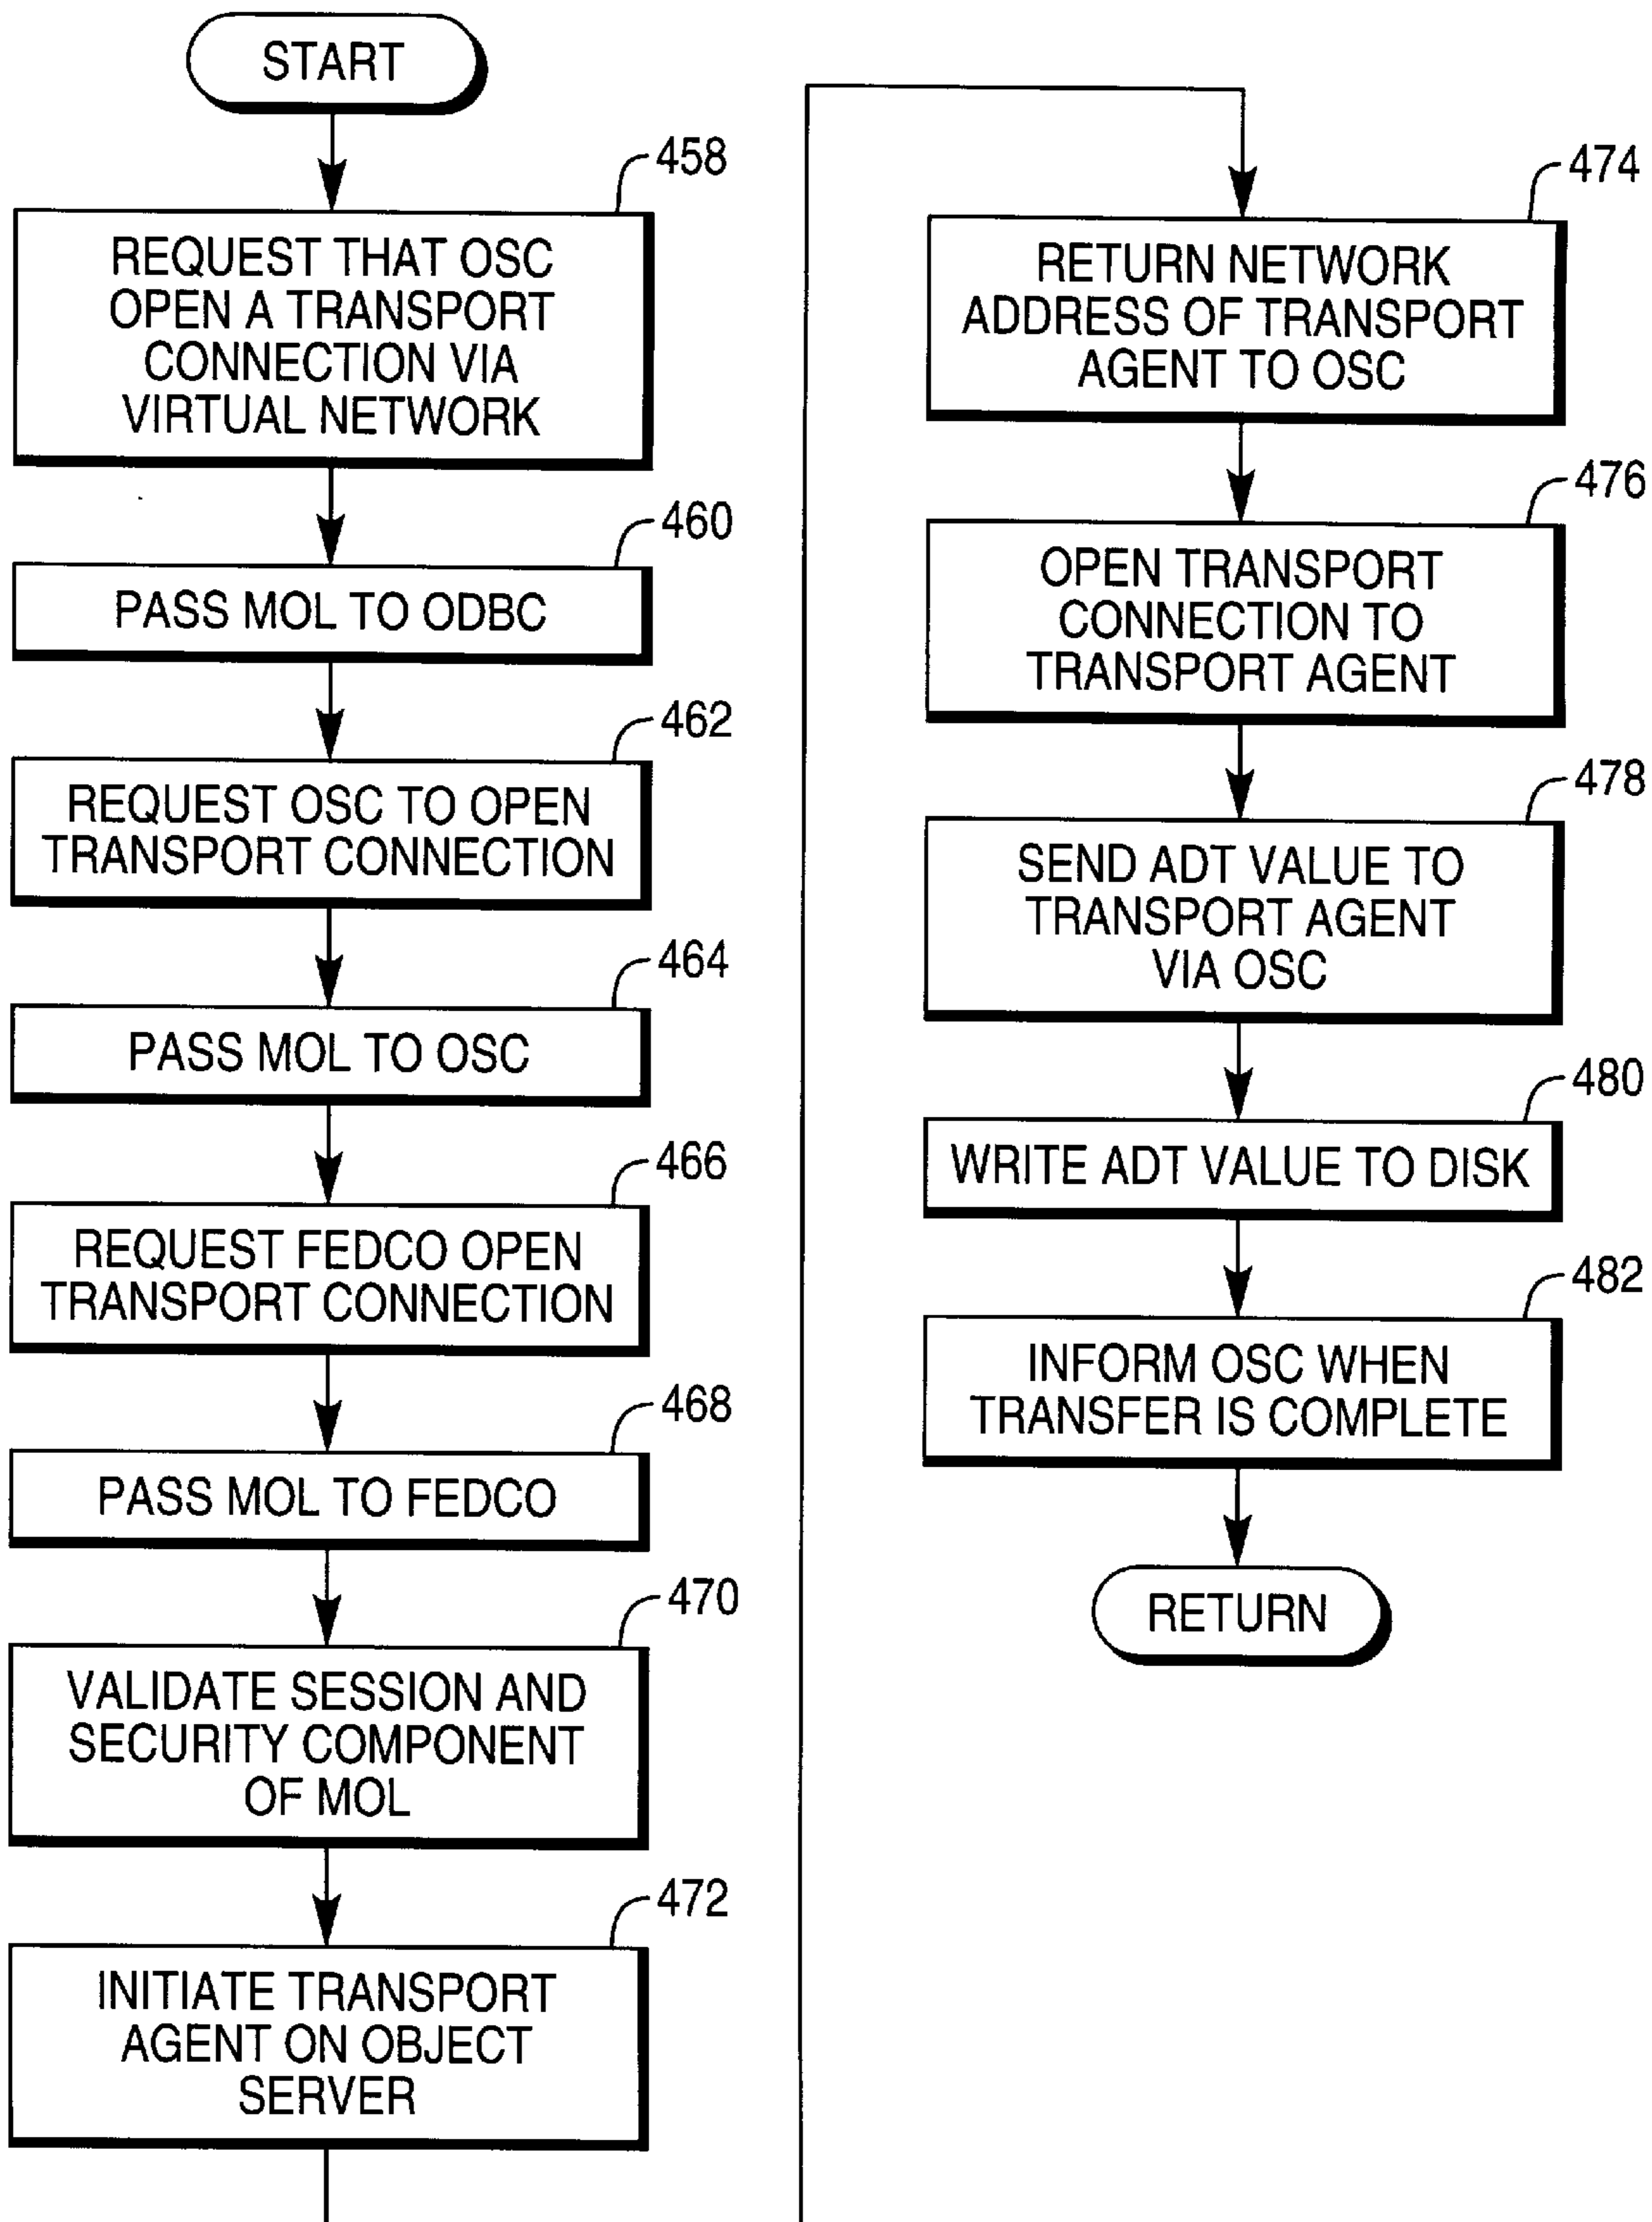 START
458
REQUEST THAT OSC
OPEN A TRANSPORT
CONNECTION VIA
VIRTUAL NETWORK
460
PASS MOL TO ODBC
462
REQUEST OSC TO OPEN
TRANSPORT CONNECTION
464
PASS MOL TO OSC
466
REQUEST FEDCO OPEN
TRANSPORT CONNECTION
468
PASS MOL TO FEDCO
470
VALIDATE SESSION AND
SECURITY COMPONENT
OF MOL
472
INITIATE TRANSPORT
AGENT ON OBJECT
SERVER
474
RETURN NETWORK
ADDRESS OF TRANSPORT
AGENT TO OSC
476
OPEN TRANSPORT
CONNECTION TO
TRANSPORT AGENT
478
SEND ADT VALUE TO
TRANSPORT AGENT
VIA OSC
480
WRITE ADT VALUE TO DISK
482
INFORM OSC WHEN
TRANSFER IS COMPLETE
RETURN